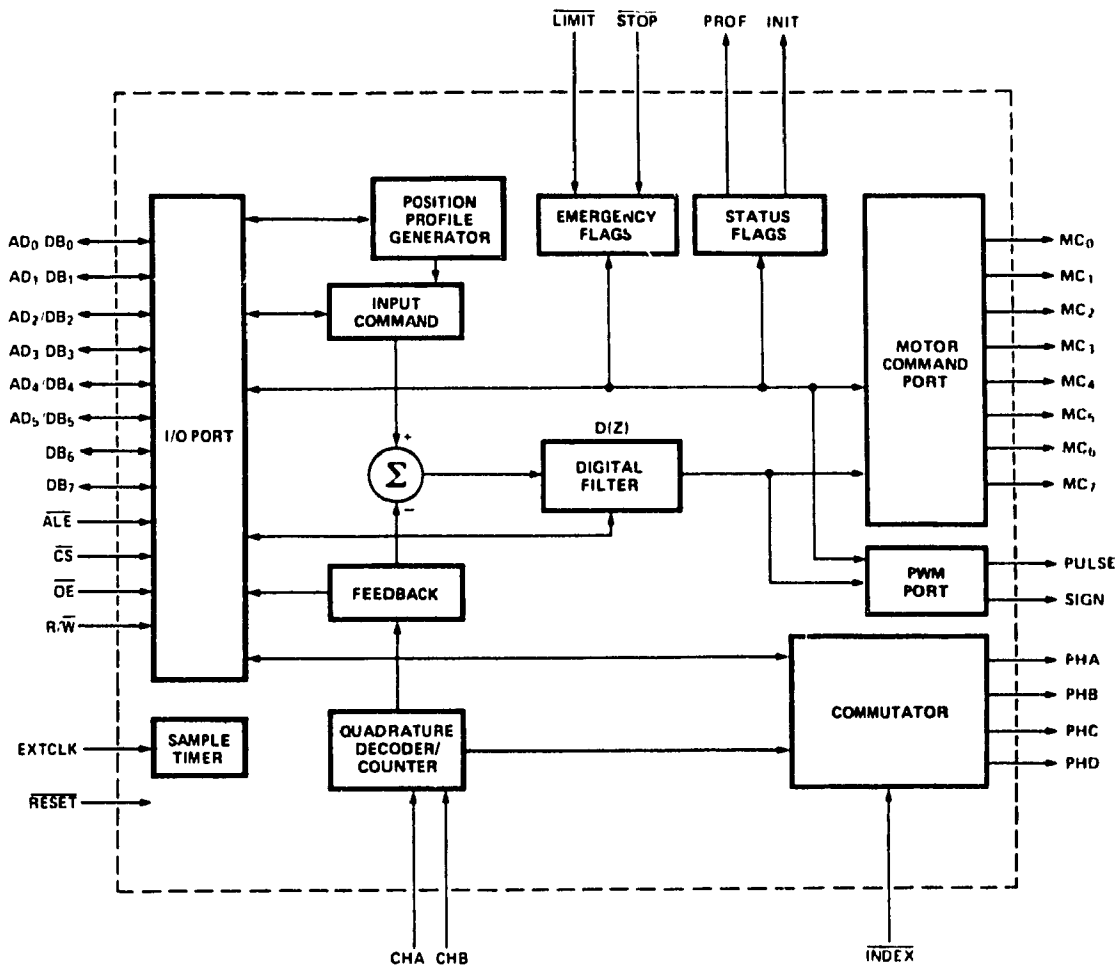 LIMIT STOP PROF INIT
POSITION
PROFILE
GENERATOR
EMERGENCY
FLAGS
STATUS
FLAGS
INPUT
COMMAND
I/O PORT
MOTOR
COMMAND
PORT
D(Z)
DIGITAL
FILTER
+
Σ
−
FEEDBACK
PWM
PORT
COMMUTATOR
QUADRATURE
DECODER/
COUNTER
SAMPLE
TIMER
AD0 DB0
AD1 DB1
AD2/DB2
AD3 DB3
AD4/DB4
AD5/DB5
DB6
DB7
ALE
CS
OE
R/W
EXTCLK
RESET
MC0
MC1
MC2
MC3
MC4
MC5
MC6
MC7
PULSE
SIGN
PHA
PHB
PHC
PHD
CHA CHB
INDEX